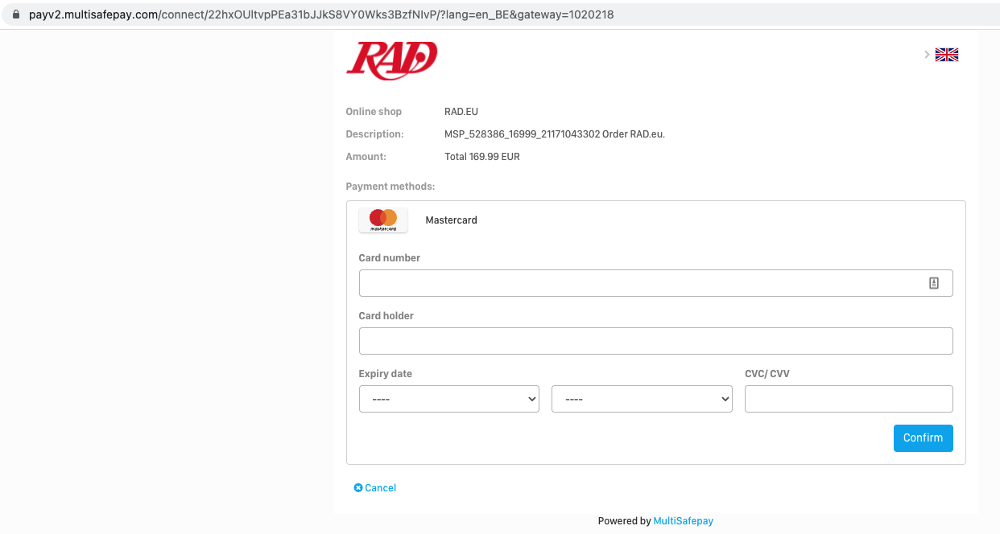 payv2.multisafepay.com/connect/22hxOUltvpPEa31bJJkS8VY0Wks3BzfNIvP/?lang=en_BE&gateway=1020218
RAD
Online shop RAD.EU
Description: MSP_528386_16999_21171043302 Order RAD.eu.
Amount: Total 169.99 EUR
Payment methods:
mastercard Mastercard
Card number
Card holder
Expiry date CVC/ CVV
---- ----
Confirm
Cancel
Powered by MultiSafepay